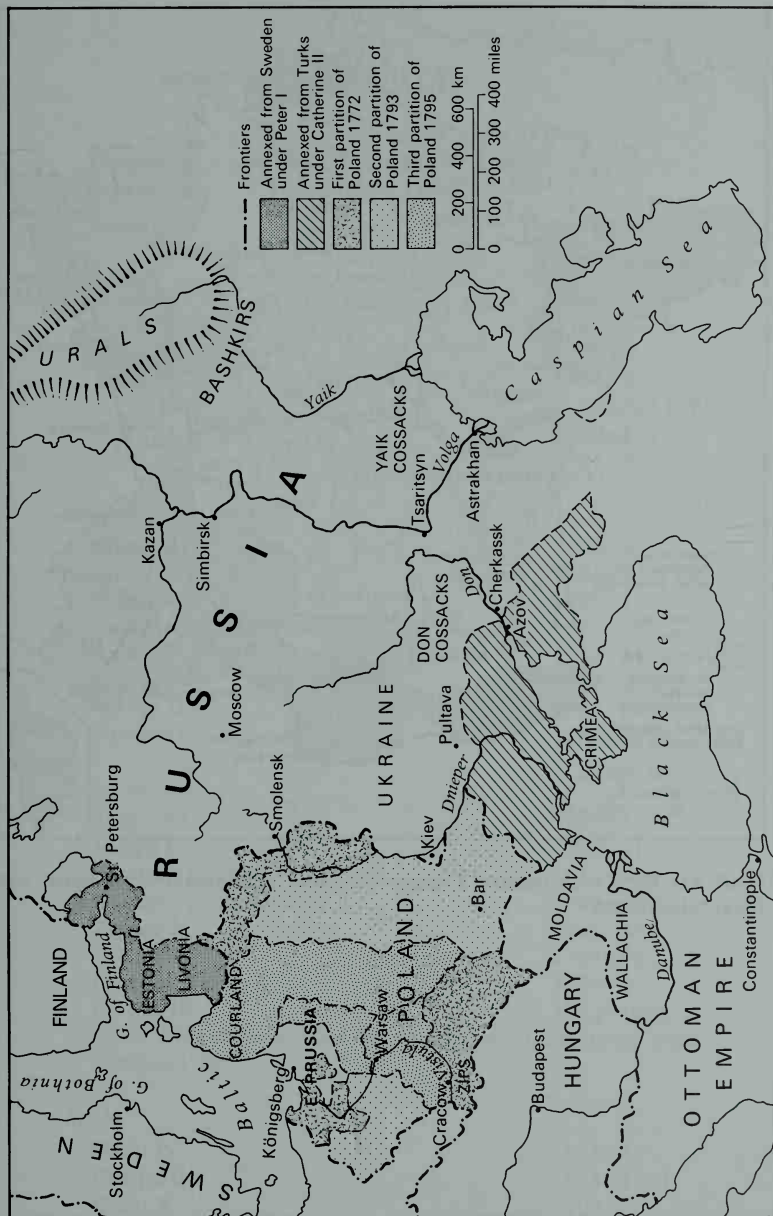 FINLAND
St. Petersburg
G. of Finland
ESTONIA
LIVONIA
G. of Bothnia
Stockholm
SWEDEN
Baltic
COURLAND
Königsberg
E. PRUSSIA
Warsaw
Vistula
POLAND
Cracow
ZIPS
Budapest
HUNGARY
WALLACHIA
MOLDAVIA
Danube
OTTOMAN
EMPIRE
Constantinople
Black Sea
CRIMEA
Bar
Kiev
Dnieper
Pultava
UKRAINE
Smolensk
Moscow
RUSSIA
Kazan
Simbirsk
URALS
BASHKIRS
Yaik
YAIK
COSSACKS
Tsaritsyn
Volga
Astrakhan
DON
COSSACKS
Don
Cherkassk
Azov
Caspian Sea
Frontiers
Annexed from Sweden
under Peter I
Annexed from Turks
under Catherine II
First partition of
Poland 1772
Second partition of
Poland 1793
Third partition of
Poland 1795
0 200 400 600 km
0 100 200 300 400 miles